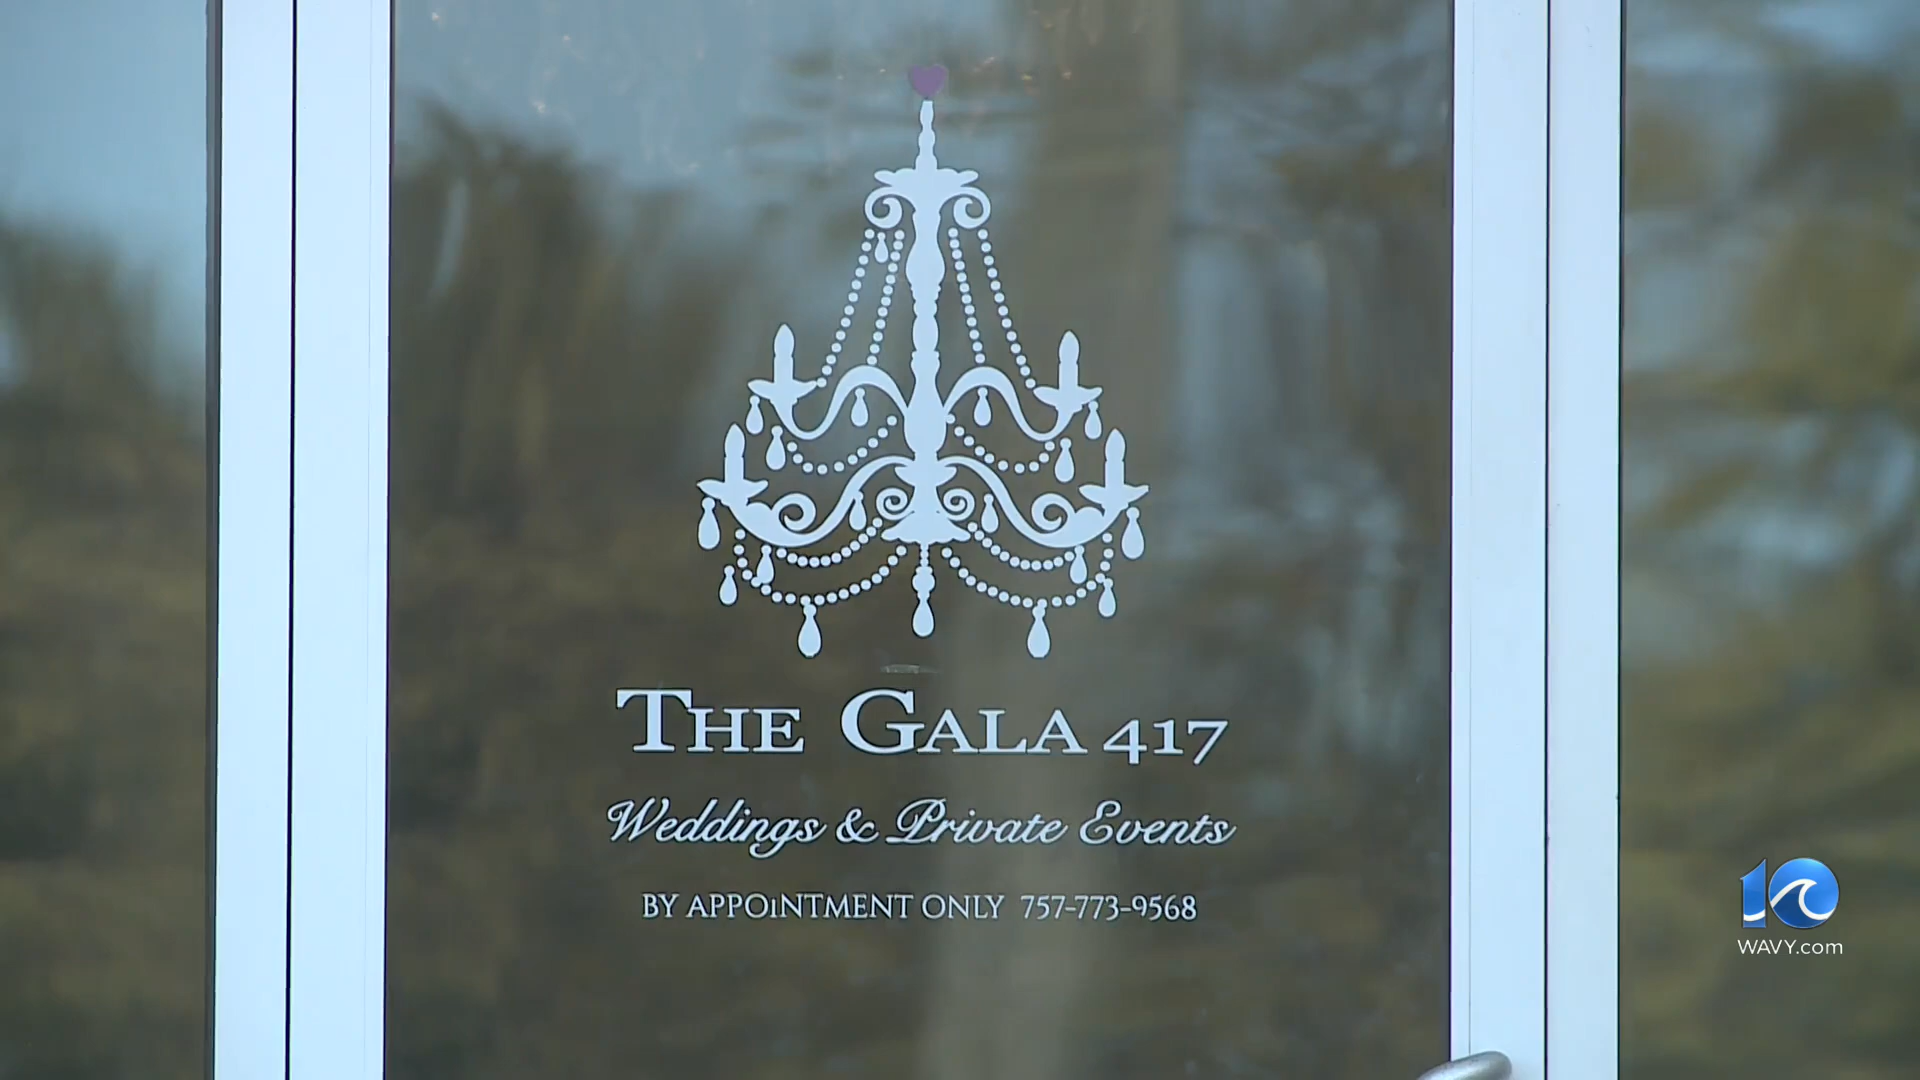 THE GALA 417
Weddings & Private Events
BY APPOiNTMENT ONLY 757-773-9568
10
WAVY.com